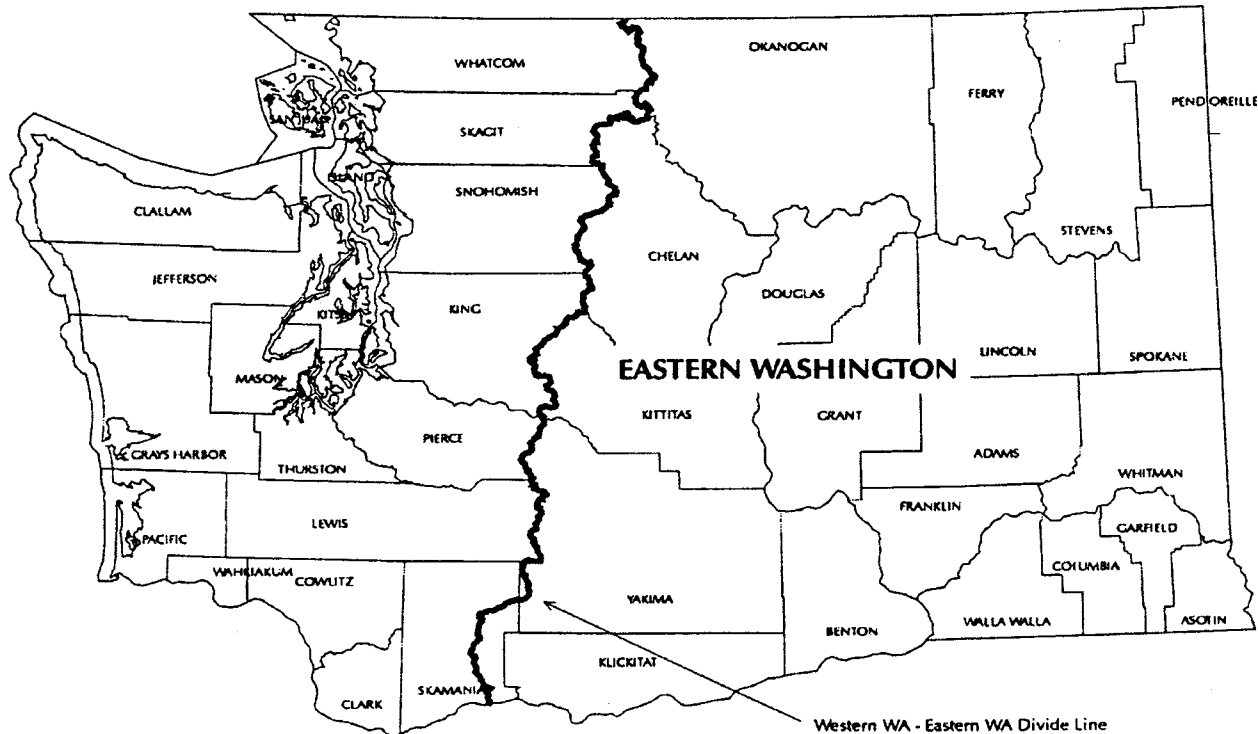 WHATCOM
OKANOGAN
FERRY
PEND OREILLE
SAN JUAN
SKAGIT
ISLAND
SNOHOMISH
CLALLAM
STEVENS
CHELAN
JEFFERSON
DOUGLAS
KITSAP
KING
LINCOLN
SPOKANE
EASTERN WASHINGTON
MASON
KITTITAS
GRANT
PIERCE
GRAYS HARBOR
THURSTON
ADAMS
WHITMAN
FRANKLIN
LEWIS
GARFIELD
PACIFIC
COLUMBIA
WAHKIAKUM
COWLITZ
YAKIMA
WALLA WALLA
ASOTIN
BENTON
KLICKITAT
SKAMANIA
CLARK
Western WA - Eastern WA Divide Line